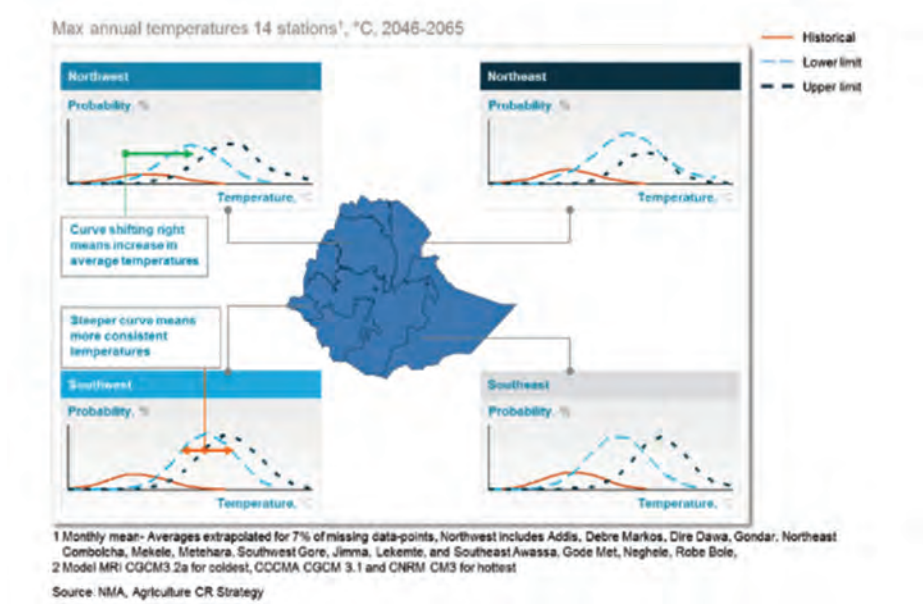 Max annual temperatures 14 stations¹, °C, 2046-2065
Historical
Lower limit
Upper limit
Northwest
Probability, %
Temperature, °C
Northeast
Probability, %
Temperature, °C
Curve shifting right
means increase in
average temperatures
Steeper curve means
more consistent
temperatures
Southwest
Probability, %
Temperature, °C
Southeast
Probability, %
Temperature, °C
1 Monthly mean- Averages extrapolated for 7% of missing data-points, Northwest includes Addis, Debre Markos, Dire Dawa, Gondar, Northeast
Combolcha, Mekele, Metehara, Southwest Gore, Jimma, Lekemte, and Southeast Awassa, Gode Met, Neghele, Robe Bole,
2 Model MRI CGCM3.2a for coldest, CCCMA CGCM 3.1 and CNRM CM3 for hottest
Source: NMA, Agriculture CR Strategy